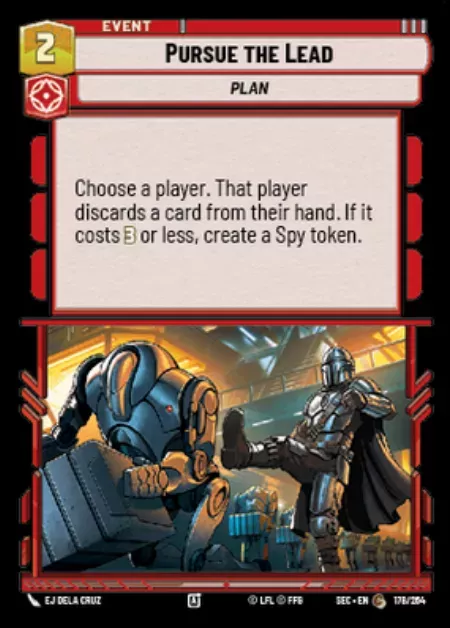 EVENT
2
PURSUE THE LEAD
PLAN
Choose a player. That player
discards a card from their hand. If it
costs 3 or less, create a Spy token.
EJ DELA CRUZ
A
© LFL © FFG
SEC • EN C 178/264